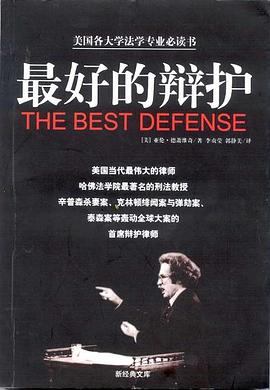 美国各大学法学专业必读书
最好的辩护
THE BEST DEFENSE
[美] 亚伦·德萧维奇/著 李贞莹 郭静美/译
美国当代最伟大的律师
哈佛法学院最著名的刑法教授
辛普森杀妻案、克林顿绯闻案与弹劾案、
泰森案等轰动全球大案的
首席辩护律师
新经典文库